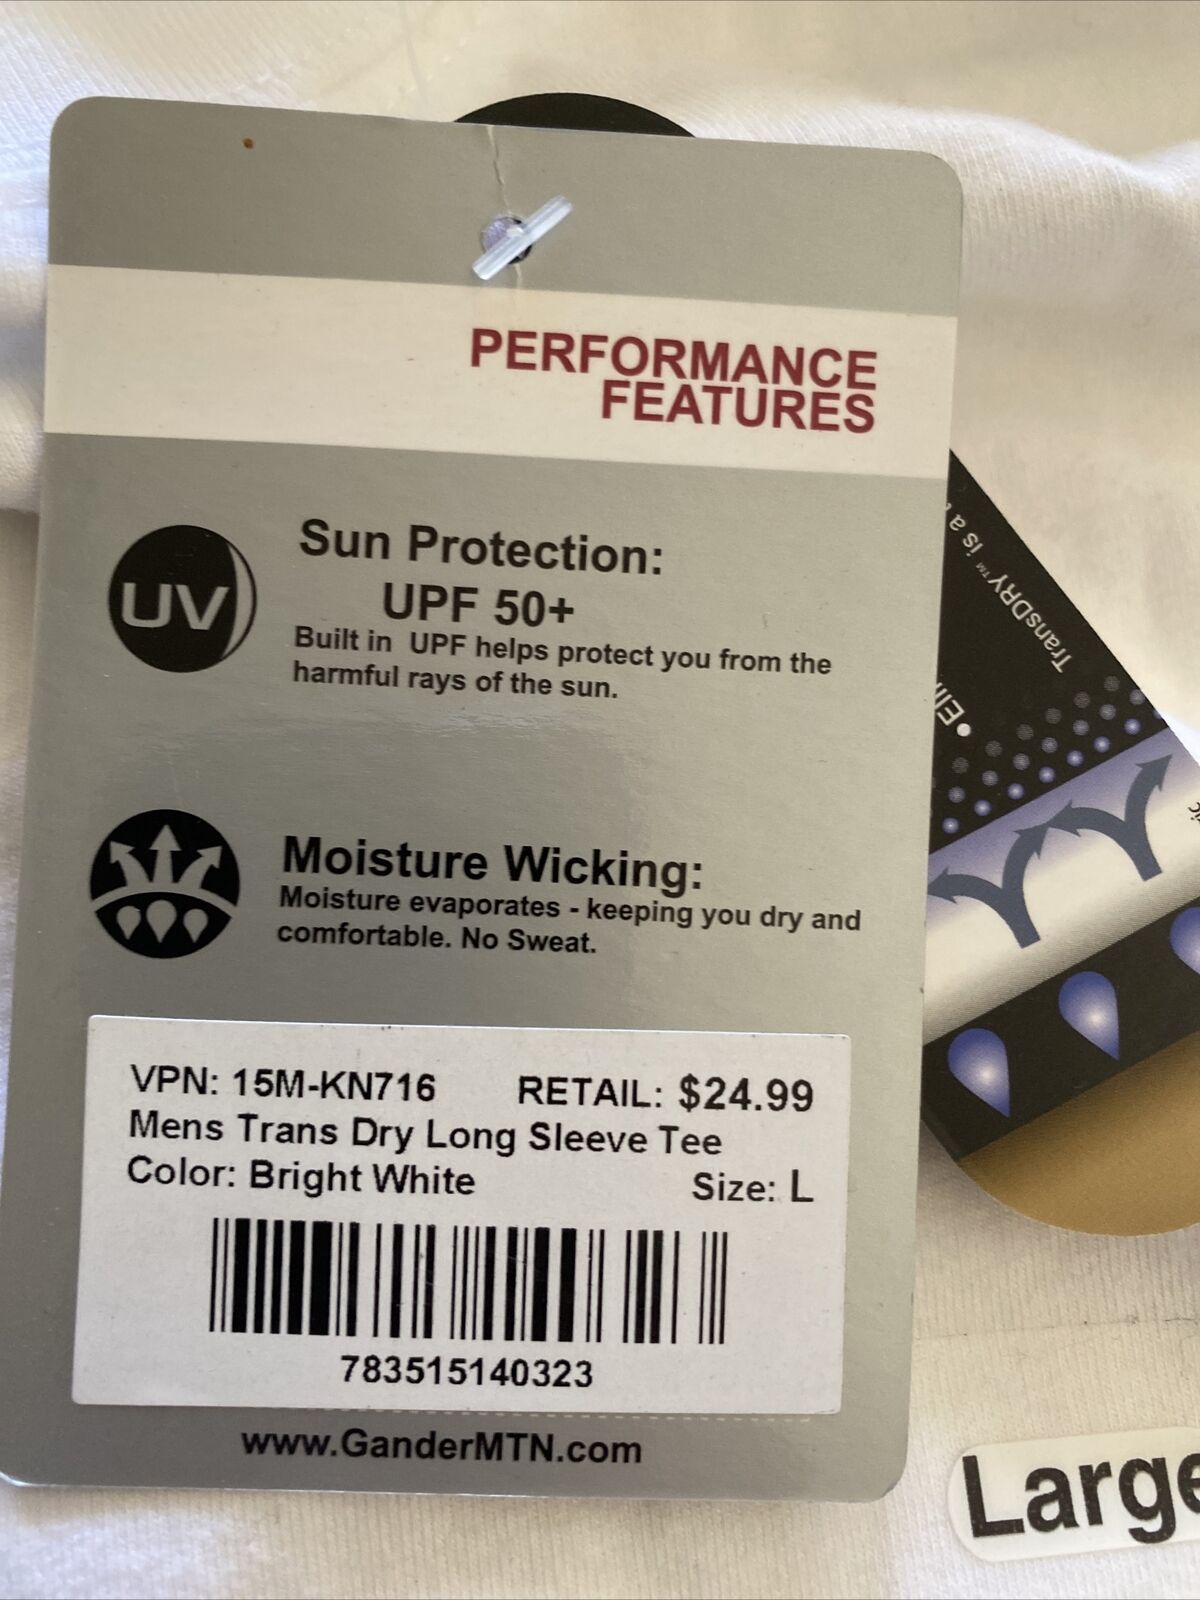 PERFORMANCE
FEATURES
UV
Sun Protection:
UPF 50+
Built in UPF helps protect you from the
harmful rays of the sun.
Moisture Wicking:
Moisture evaporates - keeping you dry and
comfortable. No Sweat.
VPN: 15M-KN716 RETAIL: $24.99
Mens Trans Dry Long Sleeve Tee
Color: Bright White Size: L
783515140323
www.GanderMTN.com
TransDRY™ is a
Large